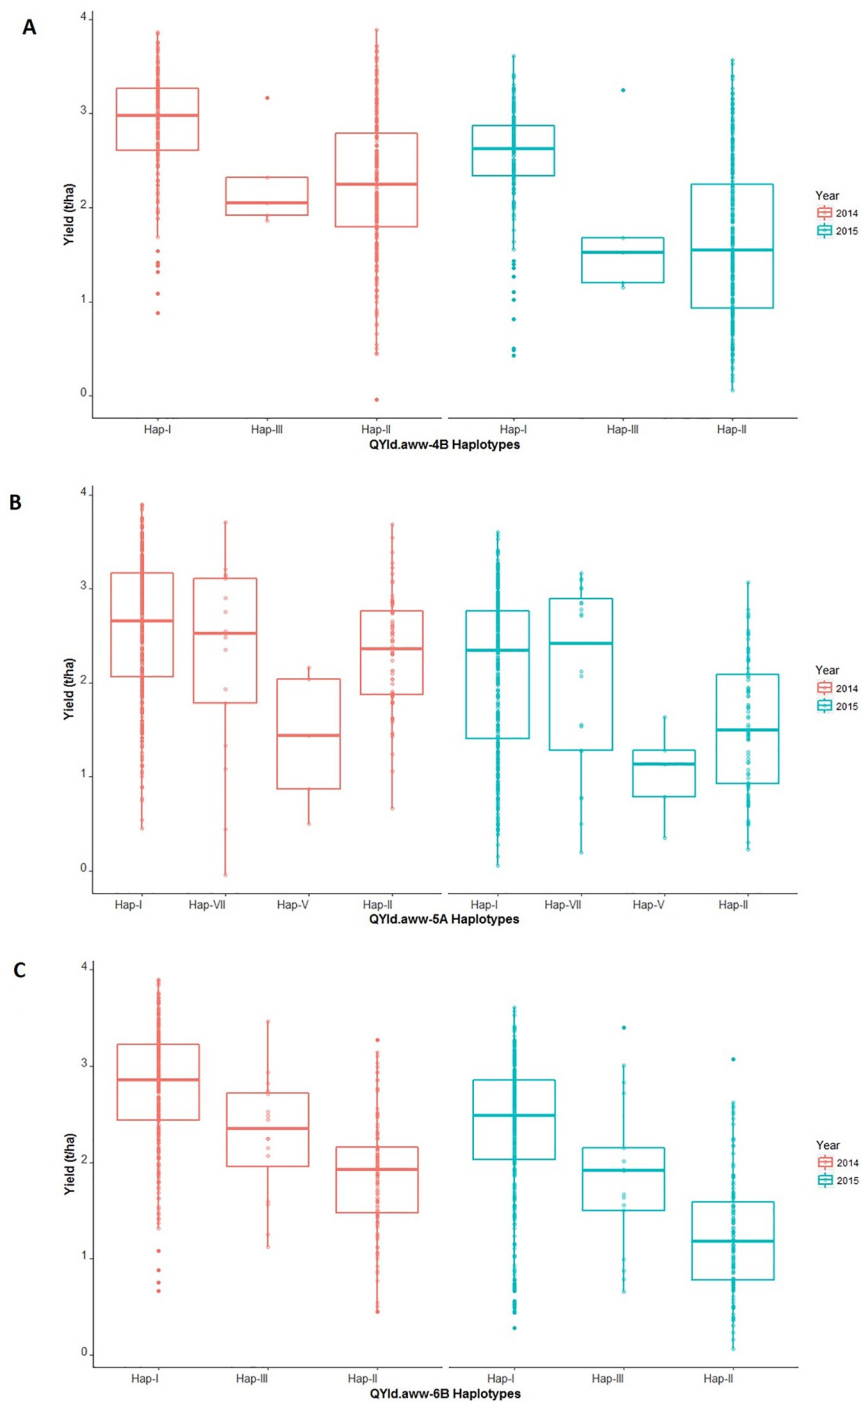 A
4
3
2
1
0
Yield (t/ha)
Hap-I Hap-III Hap-II Hap-I Hap-III Hap-II
QYld.aww-4B Haplotypes
Year
2014
2015
B
4
3
2
1
0
Yield (t/ha)
Hap-I Hap-VII Hap-V Hap-II Hap-I Hap-VII Hap-V Hap-II
QYld.aww-5A Haplotypes
Year
2014
2015
C
4
3
2
1
0
Yield (t/ha)
Hap-I Hap-III Hap-II Hap-I Hap-III Hap-II
QYld.aww-6B Haplotypes
Year
2014
2015